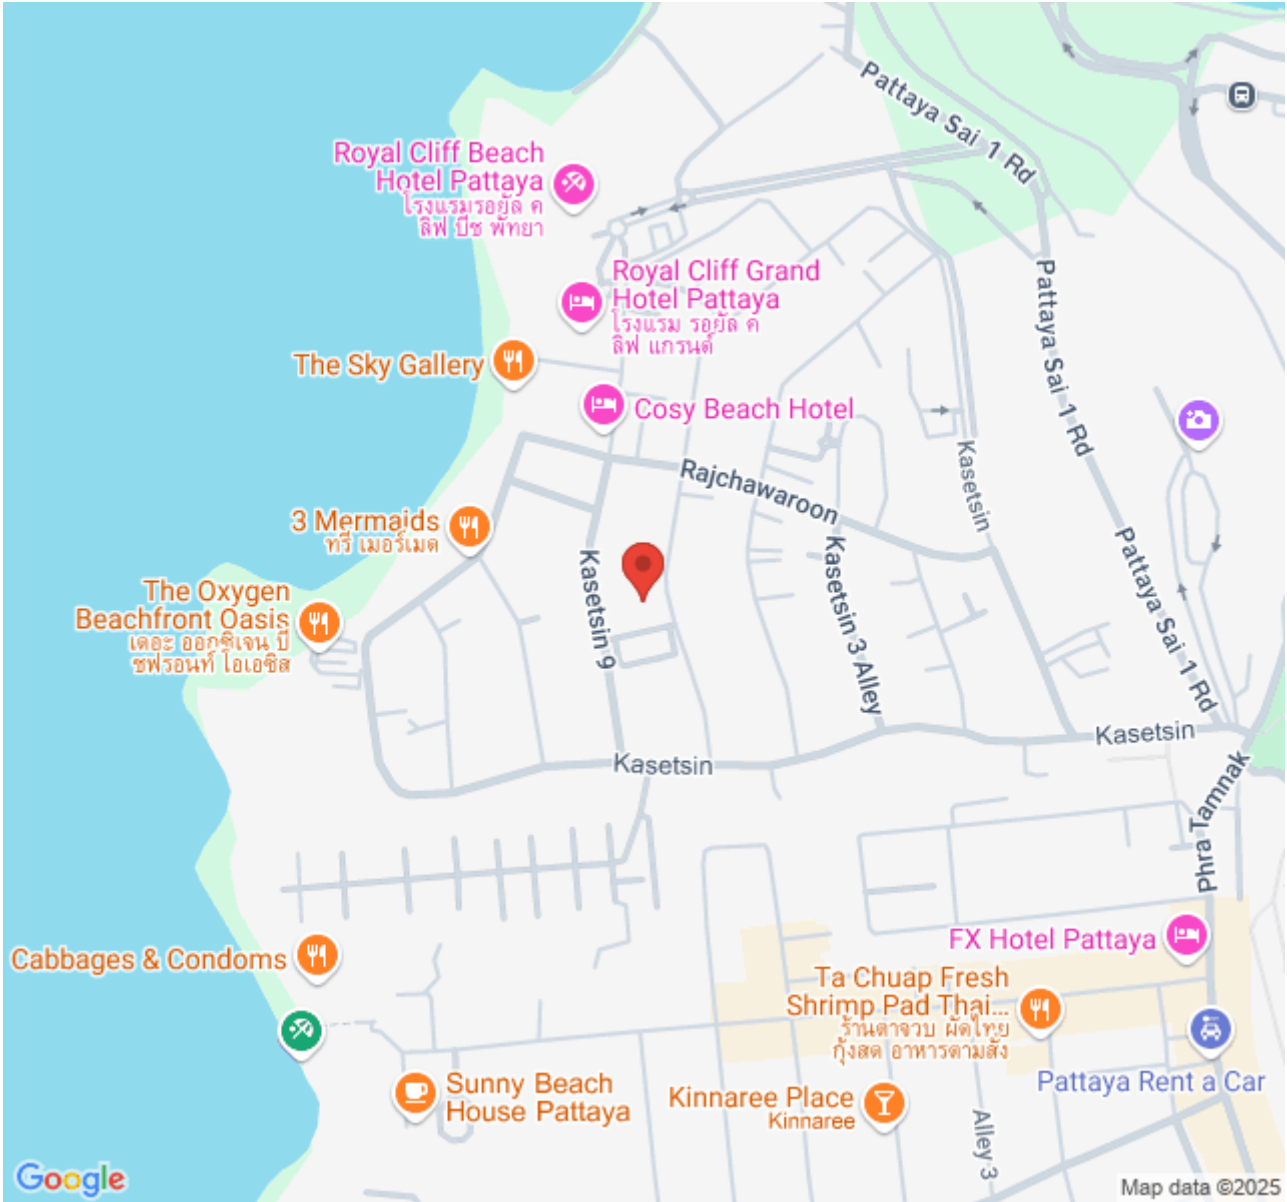 Pattaya Sai 1 Rd
Royal Cliff Beach
Hotel Pattaya
โรงแรมรอยัล ค
ลิฟ บีช พัทยา
Royal Cliff Grand
Hotel Pattaya
โรงแรม รอยัล ค
ลิฟ แกรนด์
Pattaya Sai 1 Rd
The Sky Gallery
Cosy Beach Hotel
Kasetsin
Rajchawaroon
3 Mermaids
ทรี เมอร์เมด
Kasetsin 9
Kasetsin 3 Alley
Pattaya Sai 1 Rd
The Oxygen
Beachfront Oasis
เดอะ ออกซิเจน บี
ชฟรอนท์ โอเอซิส
Kasetsin
Kasetsin
Phra Tamnak
Cabbages & Condoms
FX Hotel Pattaya
Ta Chuap Fresh
Shrimp Pad Thai...
ร้านตาจวบ ผัดไทย
กุ้งสด อาหารตามสั่ง
Sunny Beach
House Pattaya
Kinnaree Place
Kinnaree
Pattaya Rent a Car
Alley 3
Google
Map data ©2025